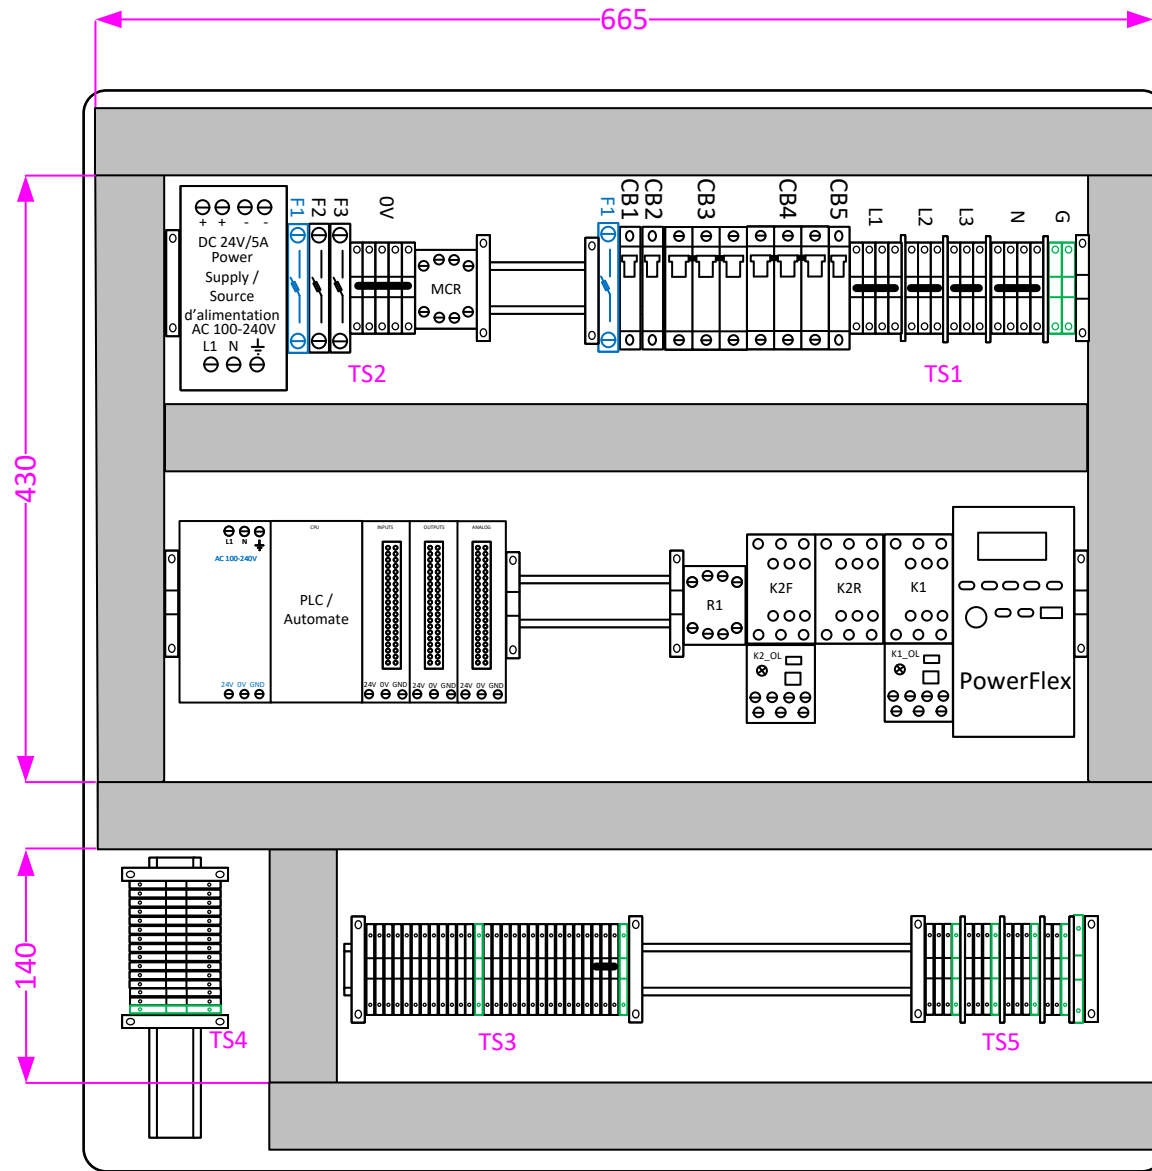 665
F1
F2
F3
0V
F1
CB1
CB2
CB3
CB4
CB5
L1
L2
L3
N
G
+ + - -
DC 24V/5A
Power
Supply /
Source
d’alimentation
AC 100-240V
L1 N
MCR
TS2
TS1
430
L1 N
AC 100-240V
CPU
INPUTS
OUTPUTS
ANALOG
PLC /
Automate
24V 0V GND
24V 0V GND
24V 0V GND
24V 0V GND
R1
K2F
K2R
K1
K2_OL
K1_OL
PowerFlex
140
TS4
TS3
TS5